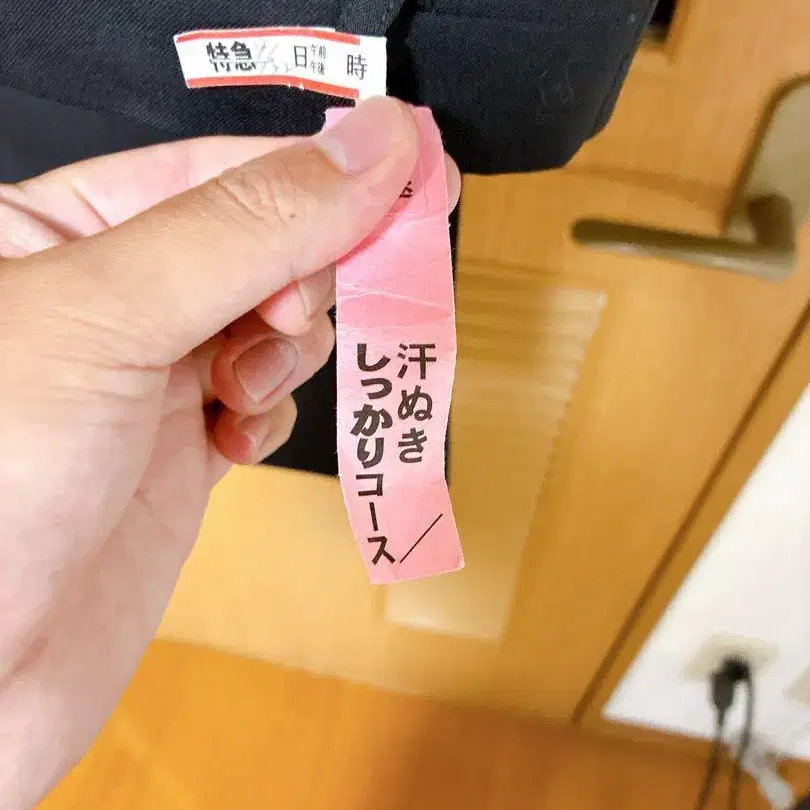 特急 日 午前 午後 時
汗ぬき
しっかりコース